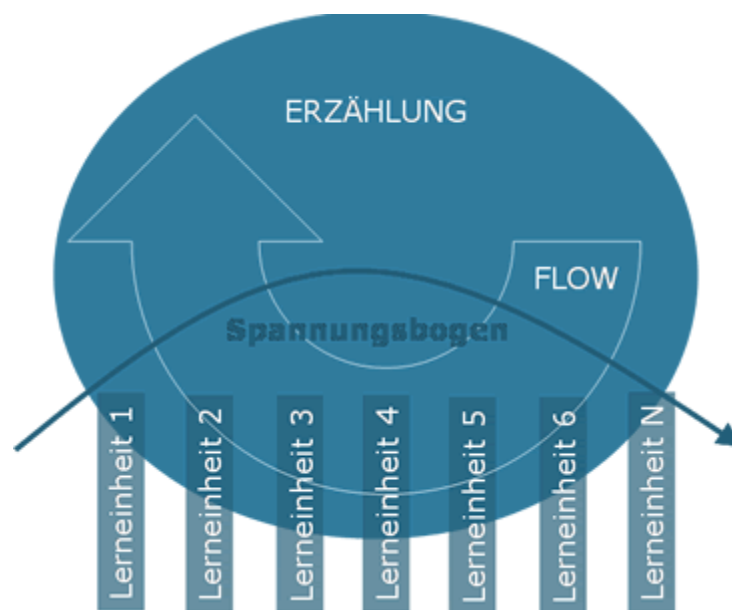 ERZÄHLUNG
FLOW
Spannungsbogen
Lerneinheit 1
Lerneinheit 2
Lerneinheit 3
Lerneinheit 4
Lerneinheit 5
Lerneinheit 6
Lerneinheit N